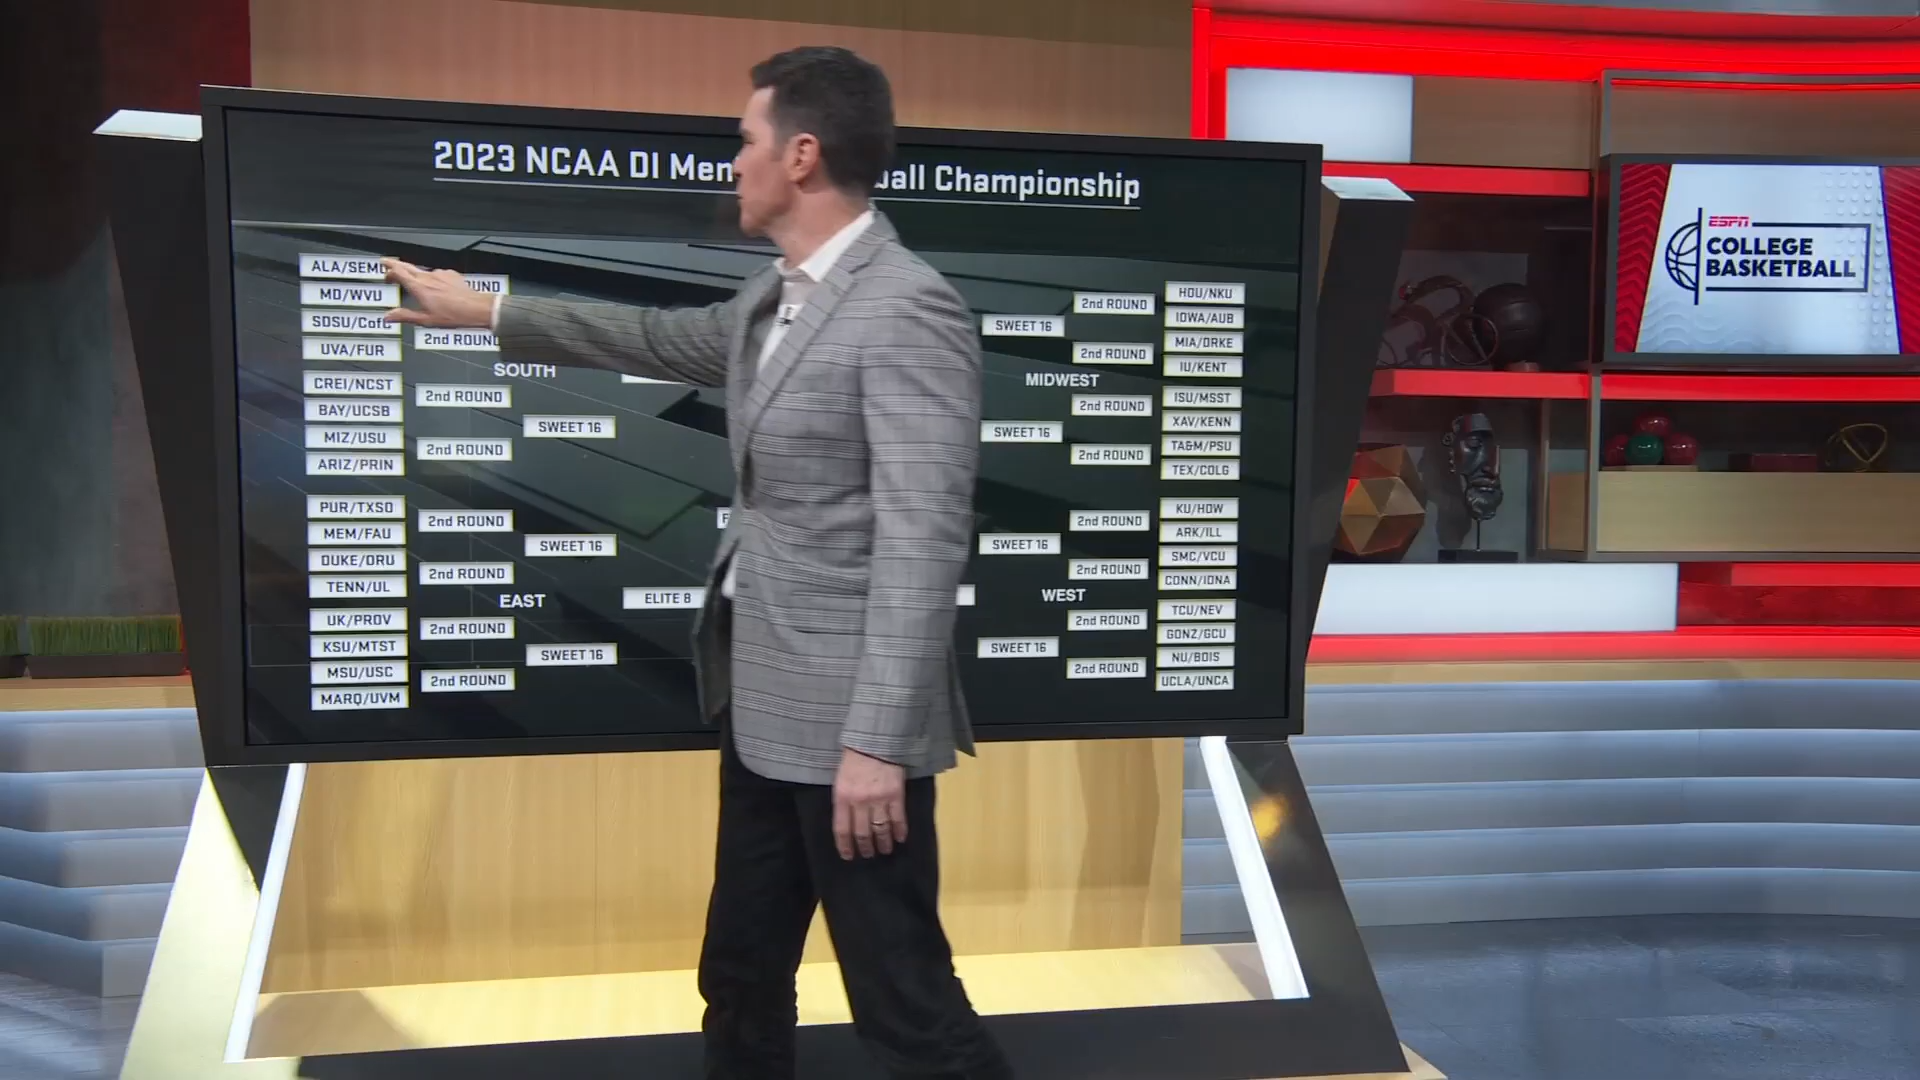 2023 NCAA DI Men ball Championship
ALA/SEMO
MD/WVU
SDSU/CofC
UVA/FUR
CREI/NCST
BAY/UCSB
MIZ/USU
ARIZ/PRIN
2nd ROUND
2nd ROUND
2nd ROUND
SOUTH
SWEET 16
PUR/TXSO
MEM/FAU
DUKE/ORU
TENN/UL
UK/PROV
KSU/MTST
MSU/USC
MARQ/UVM
2nd ROUND
2nd ROUND
2nd ROUND
2nd ROUND
SWEET 16
EAST
ELITE 8
SWEET 16
SWEET 16
SWEET 16
MIDWEST
2nd ROUND
2nd ROUND
2nd ROUND
2nd ROUND
HOU/NKU
IOWA/AUB
MIA/DRKE
IU/KENT
ISU/MSST
XAV/KENN
TA&M/PSU
TEX/COLG
SWEET 16
WEST
SWEET 16
2nd ROUND
2nd ROUND
2nd ROUND
2nd ROUND
KU/HOW
ARK/ILL
SMC/VCU
CONN/IONA
TCU/NEV
GONZ/GCU
NU/BOIS
UCLA/UNCA
ESPN
COLLEGE
BASKETBALL